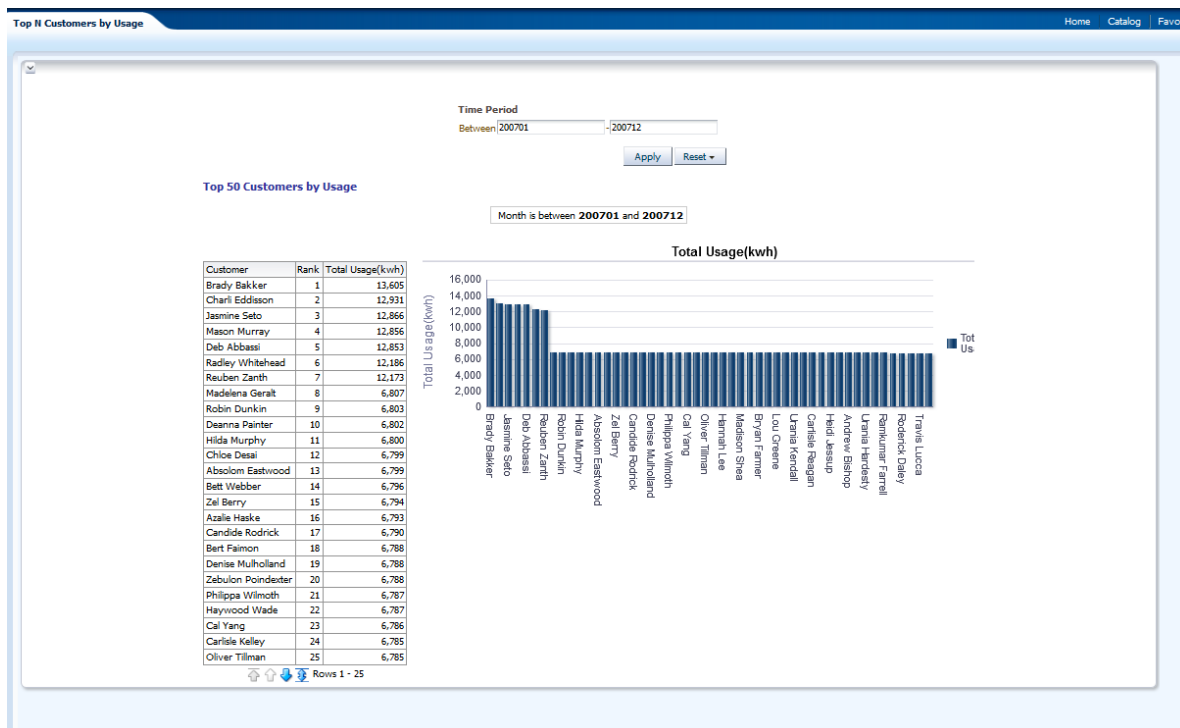 Top N Customers by Usage
Home Catalog Favo
Time Period
Between 200701 - 200712
Apply Reset
Top 50 Customers by Usage
Month is between 200701 and 200712
Customer Rank Total Usage(kwh)
Brady Bakker 1 13,605
Charli Eddisson 2 12,931
Jasmine Seto 3 12,866
Mason Murray 4 12,856
Deb Abbassi 5 12,853
Radley Whitehead 6 12,186
Reuben Zanth 7 12,173
Madelena Geralt 8 6,807
Robin Dunkin 9 6,803
Deanna Painter 10 6,802
Hilda Murphy 11 6,800
Chloe Desai 12 6,799
Absolom Eastwood 13 6,799
Bett Webber 14 6,796
Zel Berry 15 6,794
Azalie Haske 16 6,793
Candide Rodrick 17 6,790
Bert Faimon 18 6,788
Denise Mulholland 19 6,788
Zebulon Poindexter 20 6,788
Philippa Wilmoth 21 6,787
Haywood Wade 22 6,787
Cal Yang 23 6,786
Carlisle Kelley 24 6,785
Oliver Tillman 25 6,785
Rows 1 - 25
Total Usage(kwh)
Total Usage(kwh)
16,000
14,000
12,000
10,000
8,000
6,000
4,000
2,000
0
Brady Bakker
Jasmine Seto
Deb Abbassi
Reuben Zanth
Robin Dunkin
Hilda Murphy
Absolom Eastwood
Zel Berry
Candide Rodrick
Denise Mulholland
Philippa Wilmoth
Cal Yang
Oliver Tillman
Hannah Lee
Madison Shea
Bryan Farmer
Lou Greene
Urania Kendall
Carlisle Reagan
Heidi Jessup
Andrew Bishop
Urania Hardesty
Ramkumar Farrell
Roderick Daley
Travis Lucca
Tot
Us